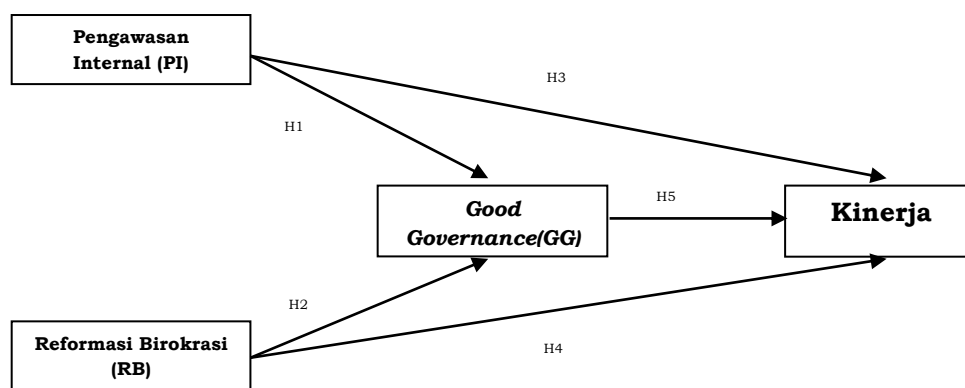 Pengawasan
Internal (PI)
H3
H1
Good
Governance(GG)
H5
Kinerja
H2
Reformasi Birokrasi
(RB)
H4